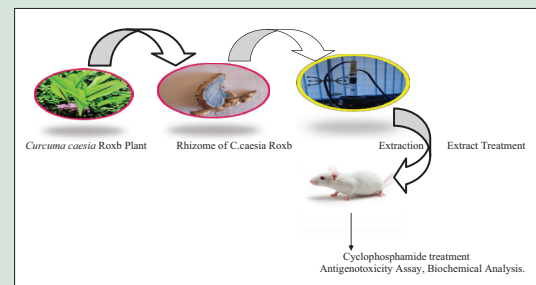 Curcuma caesia Roxb Plant
Rhizome of C.caesia Roxb
Extraction
Extract Treatment
Cyclophosphamide treatment
Antigenotoxicity Assay, Biochemical Analysis.